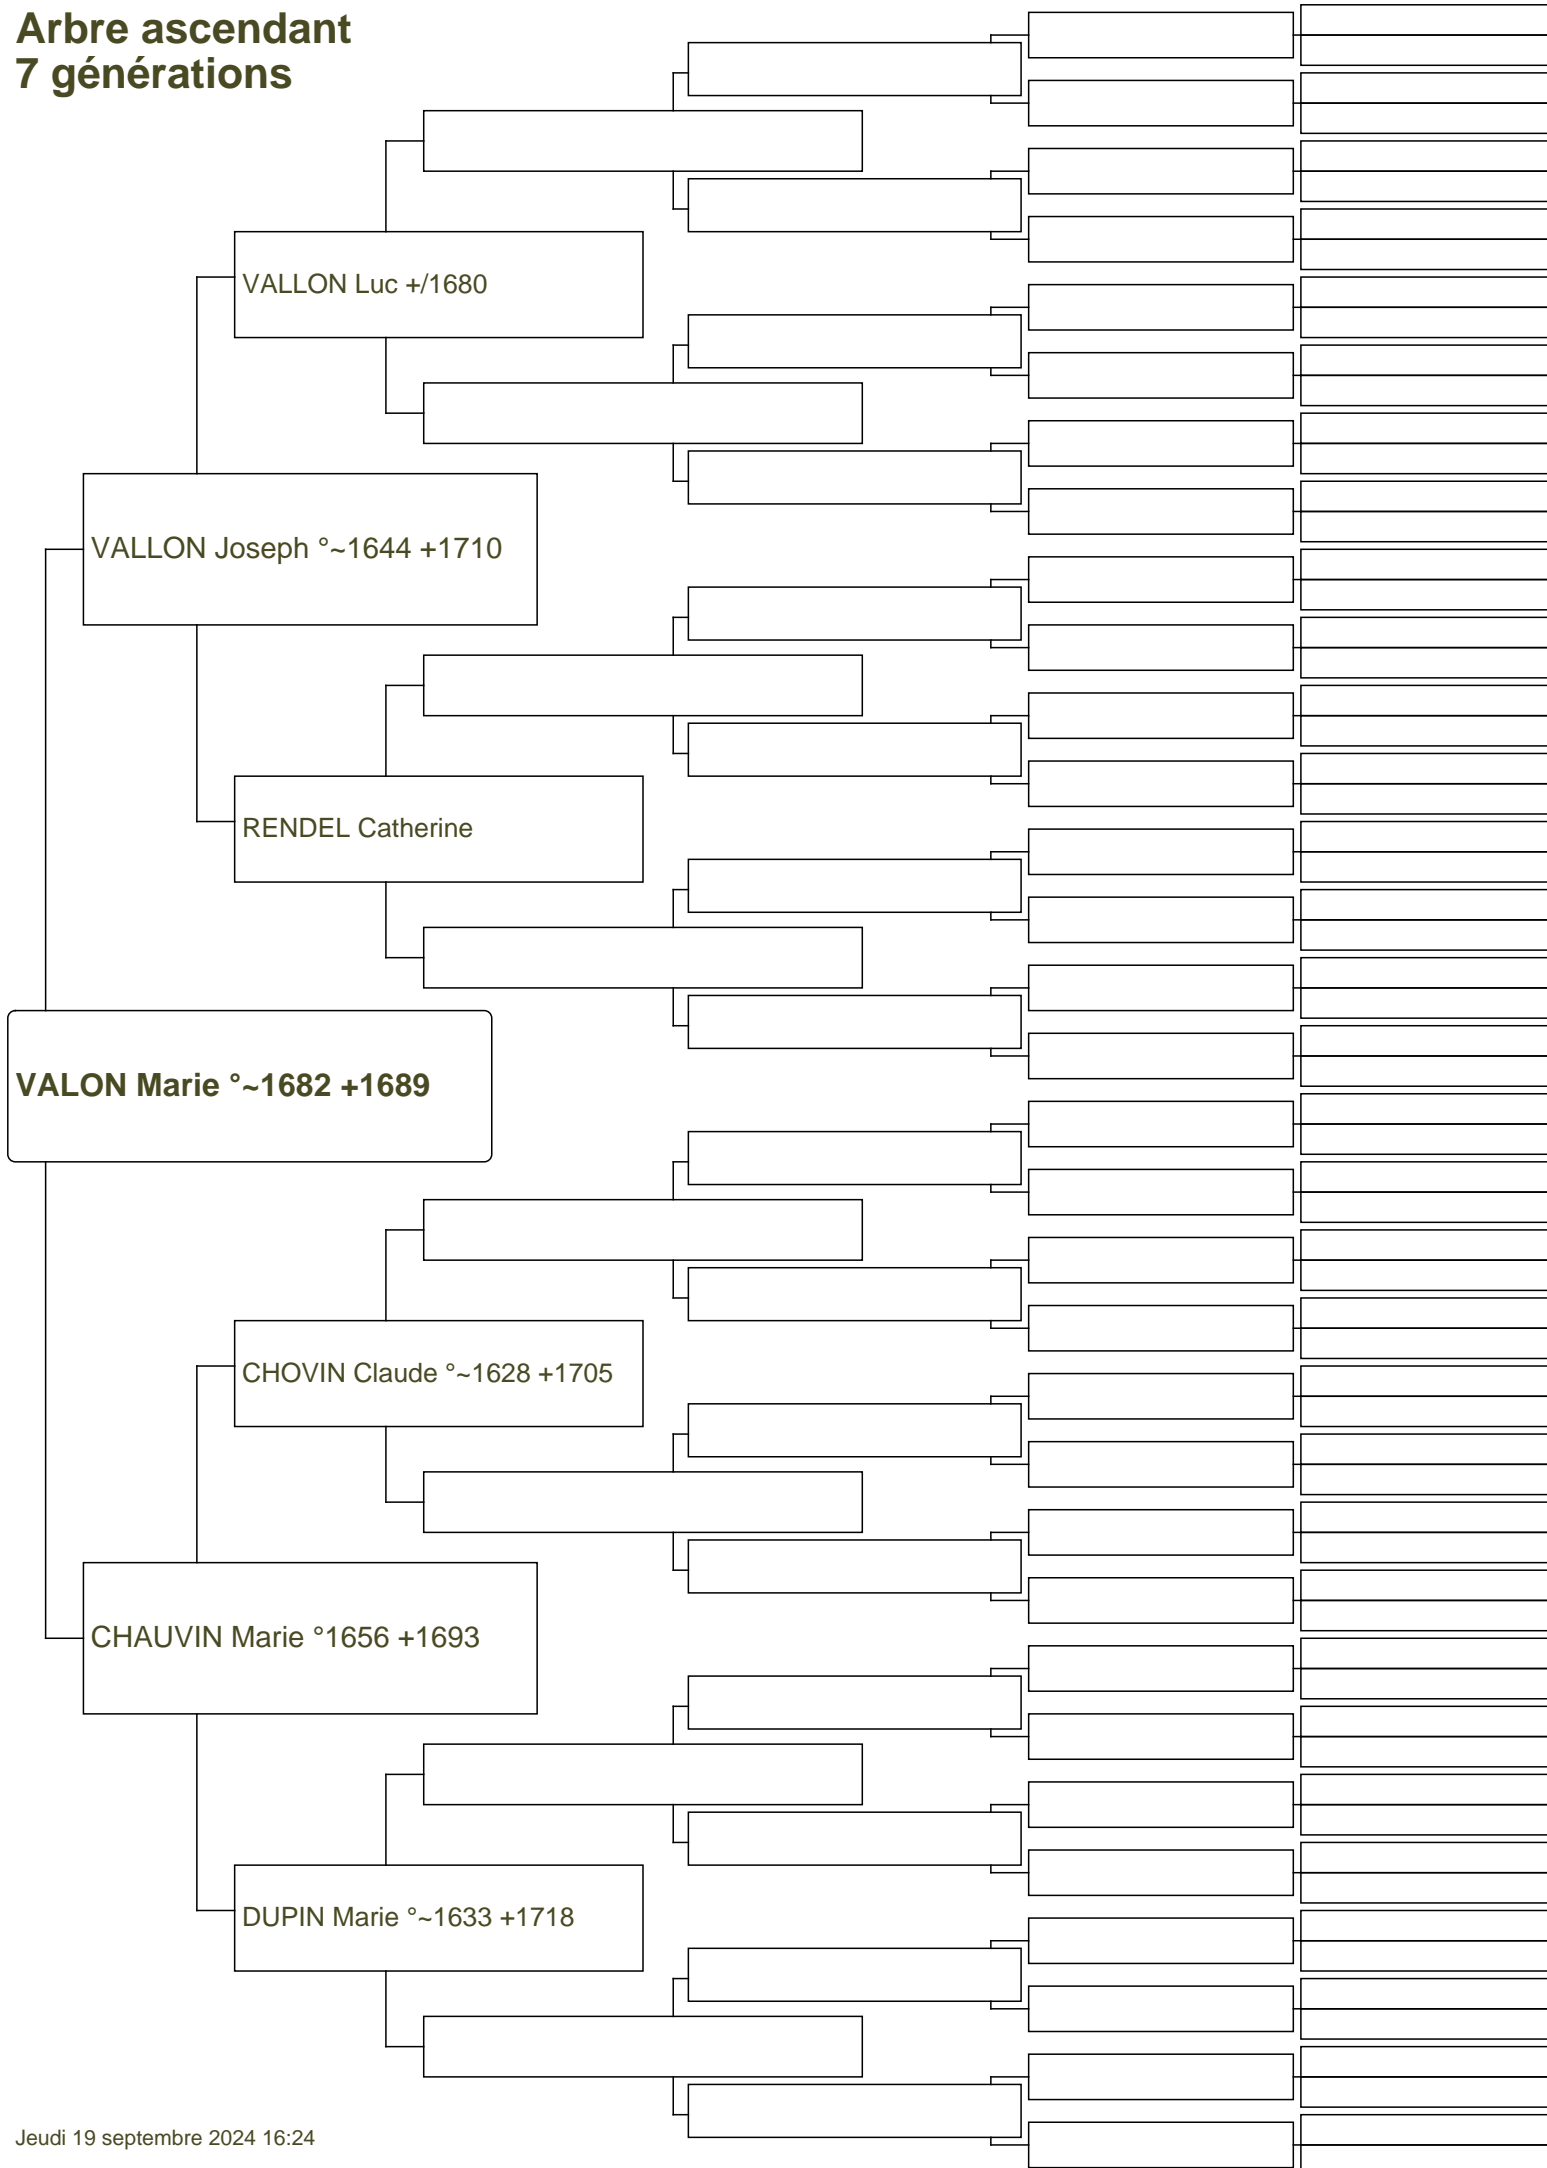 Arbre ascendant
7 générations
VALLON Luc +/1680
VALLON Joseph °~1644 +1710
RENDEL Catherine
VALON Marie °~1682 +1689
CHOVIN Claude °~1628 +1705
CHAUVIN Marie °1656 +1693
DUPIN Marie °~1633 +1718
Jeudi 19 septembre 2024 16:24